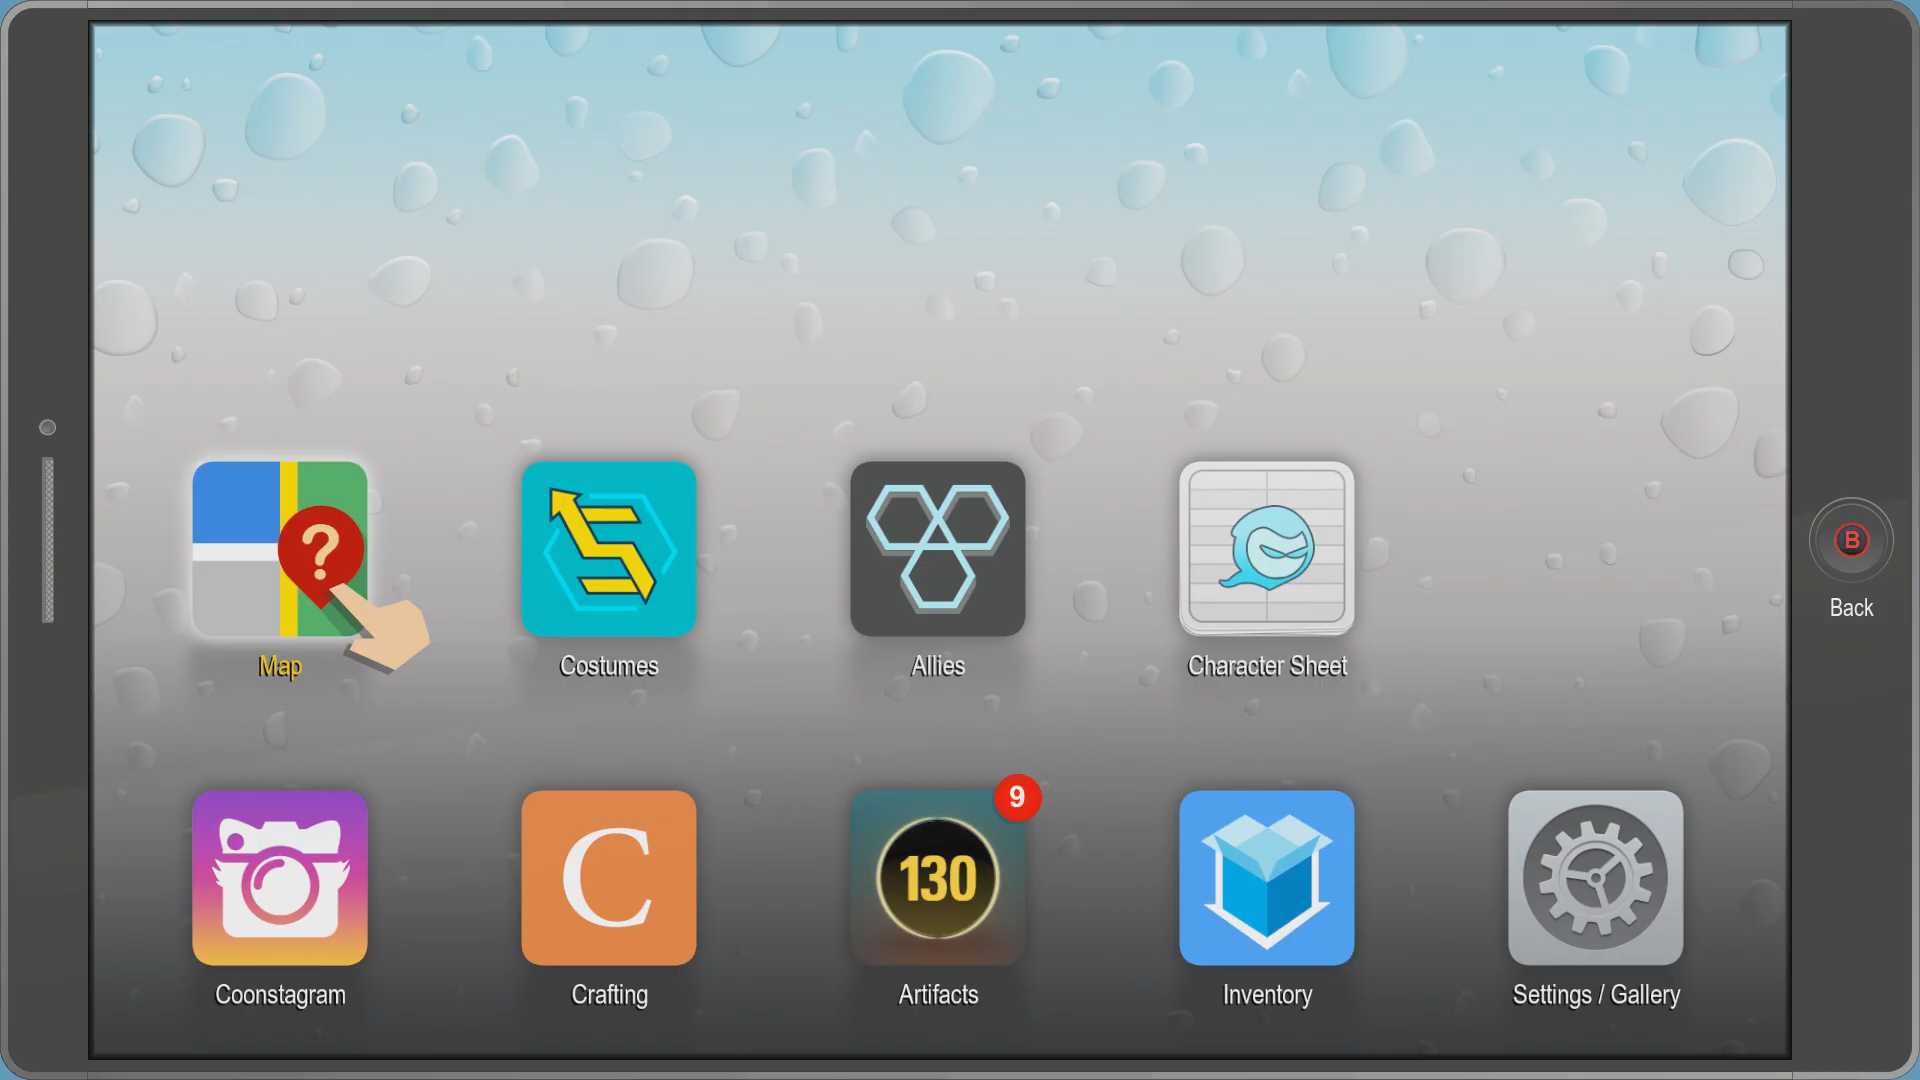 ?
Map
Costumes
Allies
Character Sheet
B
Back
9
C
130
Coonstagram
Crafting
Artifacts
Inventory
Settings / Gallery